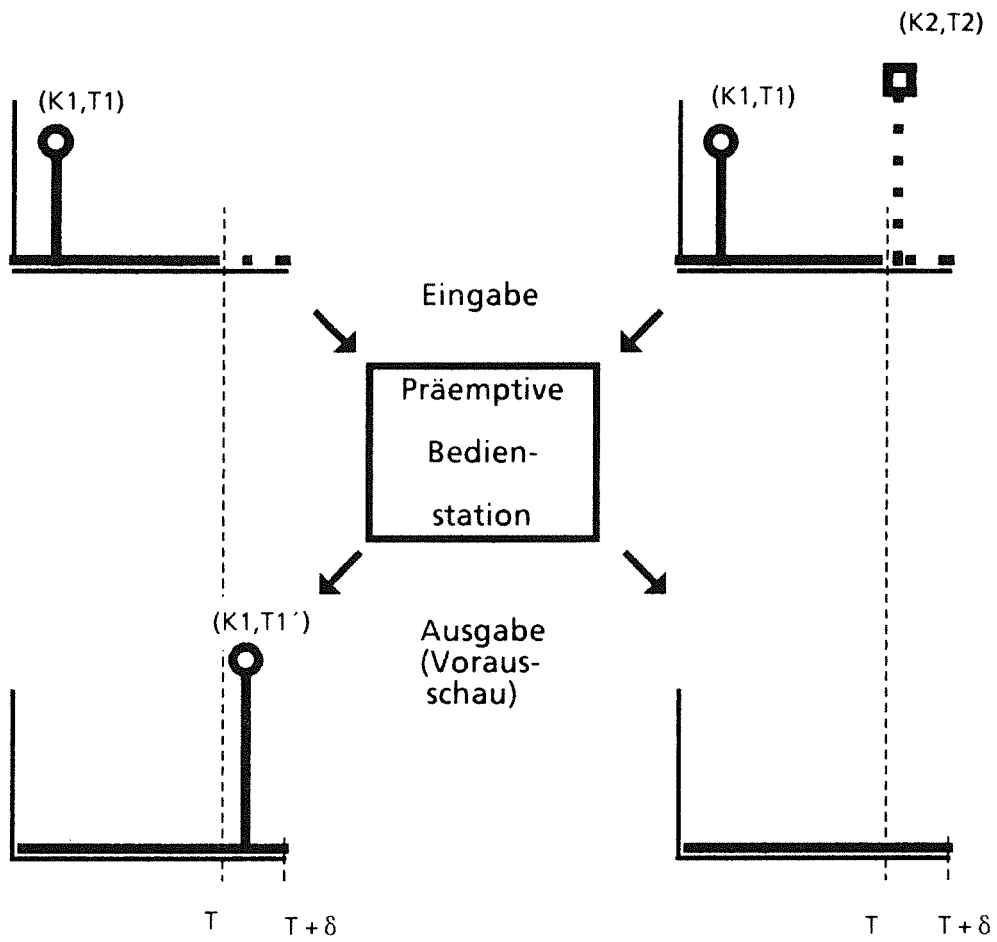 (K2,T2)
(K1,T1)
(K1,T1)
Eingabe
Präemptive
Bedien-
station
(K1,T1´)
Ausgabe
(Voraus-
schau)
T
T + δ
T
T + δ